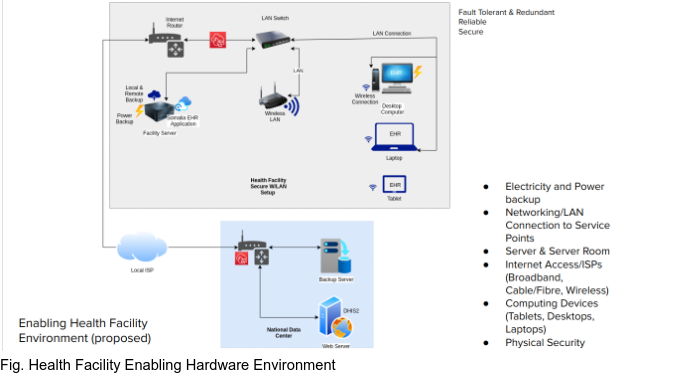 Internet
Router
LAN Switch
LAN Connection
Fault Tolerant & Redundant
Reliable
Secure
LAN
Local &
Remote
Backup
Power
Backup
Somalia EHR
Application
Facility Server
Wireless
LAN
EHR
Wireless
Connection
Desktop
Computer
EHR
Laptop
EHR
Tablet
Health Facility
Secure W/LAN
Setup
● Electricity and Power
backup
● Networking/LAN
Connection to Service
Points
● Server & Server Room
● Internet Access/ISPs
(Broadband,
Cable/Fibre, Wireless)
● Computing Devices
(Tablets, Desktops,
Laptops)
● Physical Security
Local ISP
Backup Server
DHIS2
National Data
Center
Web Server
Enabling Health Facility
Environment (proposed)
Fig. Health Facility Enabling Hardware Environment